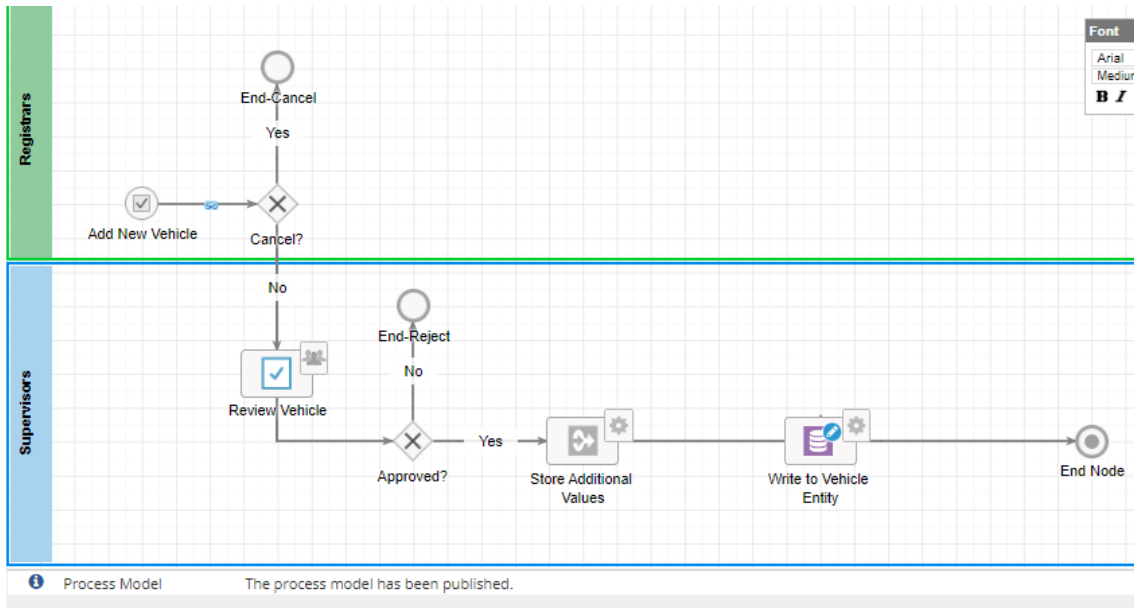 Registrars
End-Cancel
Yes
Add New Vehicle
Cancel?
Font
Arial
B I
Supervisors
No
End-Reject
No
Review Vehicle
Approved?
Yes
Store Additional
Values
Write to Vehicle
Entity
End Node
Process Model The process model has been published.